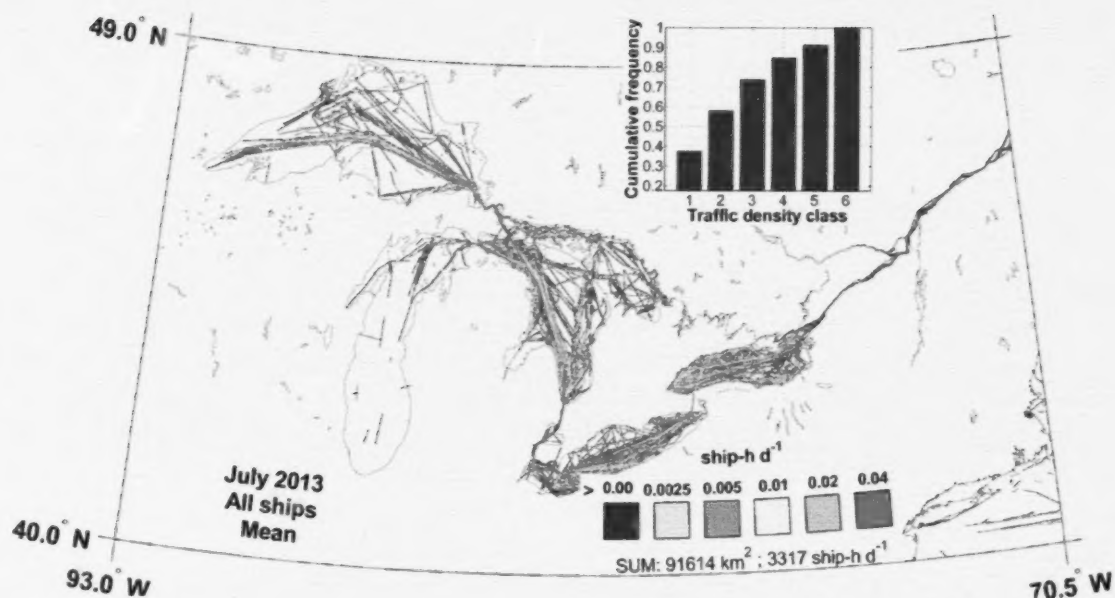 49.0° N
Cumulative frequency
1
0.9
0.8
0.7
0.6
0.5
0.4
0.3
0.2
1 2 3 4 5 6
Traffic density class
July 2013
All ships
Mean
ship-h d⁻¹
> 0.00 0.0025 0.005 0.01 0.02 0.04
SUM: 91614 km² ; 3317 ship-h d⁻¹
40.0° N
93.0° W
70.5° W